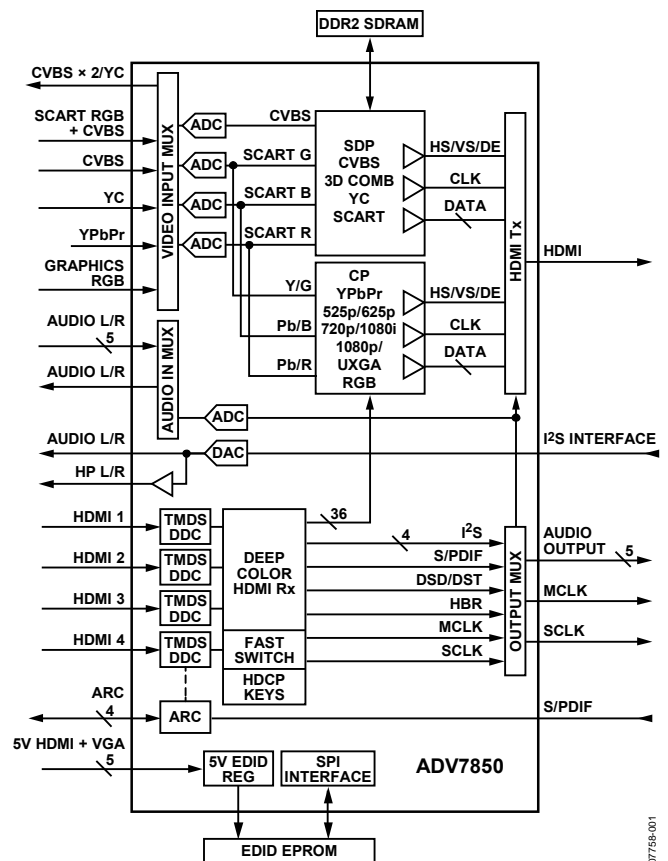 DDR2 SDRAM
CVBS × 2/YC
SCART RGB
+ CVBS
CVBS
YC
YPbPr
GRAPHICS
RGB
VIDEO INPUT MUX
ADC
ADC
ADC
ADC
CVBS
SCART G
SCART B
SCART R
SDP
CVBS
3D COMB
YC
SCART
HS/VS/DE
CLK
DATA
Y/G
Pb/B
Pb/R
CP
YPbPr
525p/625p
720p/1080i
1080p/
UXGA
RGB
HS/VS/DE
CLK
DATA
HDMI Tx
HDMI
AUDIO L/R
5
AUDIO L/R
AUDIO IN MUX
ADC
AUDIO L/R
HP L/R
DAC
I2S INTERFACE
HDMI 1
HDMI 2
HDMI 3
HDMI 4
TMDS
DDC
TMDS
DDC
TMDS
DDC
TMDS
DDC
DEEP
COLOR
HDMI Rx
FAST
SWITCH
HDCP
KEYS
36
4
I2S
S/PDIF
DSD/DST
HBR
MCLK
SCLK
OUTPUT MUX
AUDIO
OUTPUT
5
MCLK
SCLK
ARC
4
ARC
S/PDIF
5V HDMI + VGA
5
5V EDID
REG
SPI
INTERFACE
ADV7850
EDID EPROM
07758-001